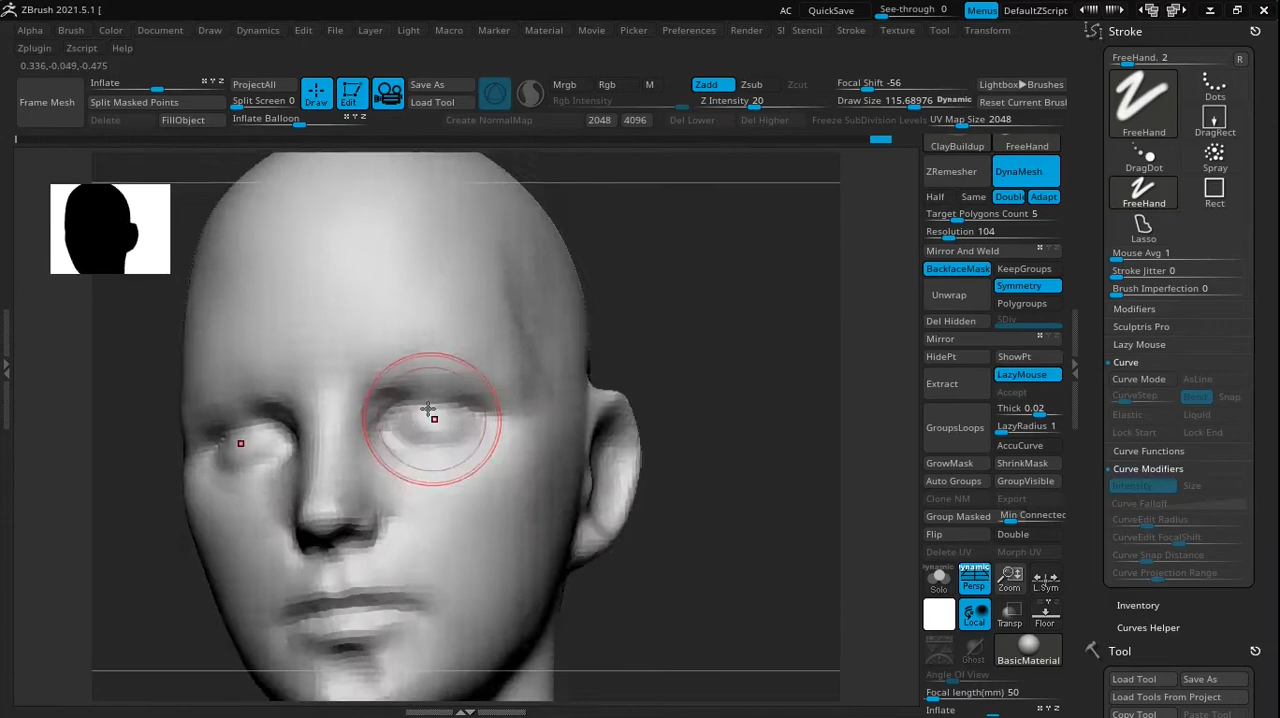 ZBrush 2021.5.1 [
AC QuickSave See-through 0 Menus DefaultZScript
Alpha Brush Color Document Draw Dynamics Edit File Layer Light Macro Marker Material Movie Picker Preferences Render Stencil Stroke Texture Tool Transform
Zplugin Zscript Help
0.336,-0.049,-0.475
Frame Mesh
Inflate
Split Masked Points
Delete FillObject
ProjectAll
Split Screen 0
Inflate Balloon
Draw Edit
Save As
Load Tool
Mrgb Rgb M
Rgb Intensity
Create NormalMap 2048 4096
Zadd Zsub Zcut
Z Intensity 20
Del Lower Del Higher
Focal Shift -56
Draw Size 115.68976 Dynamic
Freeze SubDivision Levels
Lightbox▶Brushes
Reset Current Brush
UV Map Size 2048
ClayBuildup FreeHand
ZRemesher DynaMesh
Half Same Double Adapt
Target Polygons Count 5
Resolution 104
Mirror And Weld
BackfaceMask KeepGroups
Unwrap Symmetry
Polygroups
Del Hidden SDiv
Mirror
HidePt ShowPt
Extract LazyMouse
Accept
Thick 0.02
GroupsLoops LazyRadius 1
AccuCurve
GrowMask ShrinkMask
Auto Groups GroupVisible
Clone NM Export
Group Masked Min Connected
Flip Double
Delete UV Morph UV
Dynamic
Solo
Dynamic
Persp
Zoom
L.Sym
Local
Transp
Floor
Ghost
BasicMaterial
Angle Of View
Focal length(mm) 50
Inflate
Stroke
FreeHand. 2 R
FreeHand Dots
DragRect
DragDot Spray
FreeHand Rect
Lasso
Mouse Avg 1
Stroke Jitter 0
Brush Imperfection 0
Modifiers
Sculptris Pro
Lazy Mouse
Curve
Curve Mode AsLine
CurveStep Bend Snap
Elastic Liquid
Lock Start Lock End
Curve Functions
Curve Modifiers
Intensity Size
Curve Falloff
CurveEdit Radius
CurveEdit FocalShift
Curve Snap Distance
Curve Projection Range
Inventory
Curves Helper
Tool
Load Tool Save As
Load Tools From Project
Copy Tool Paste Tool